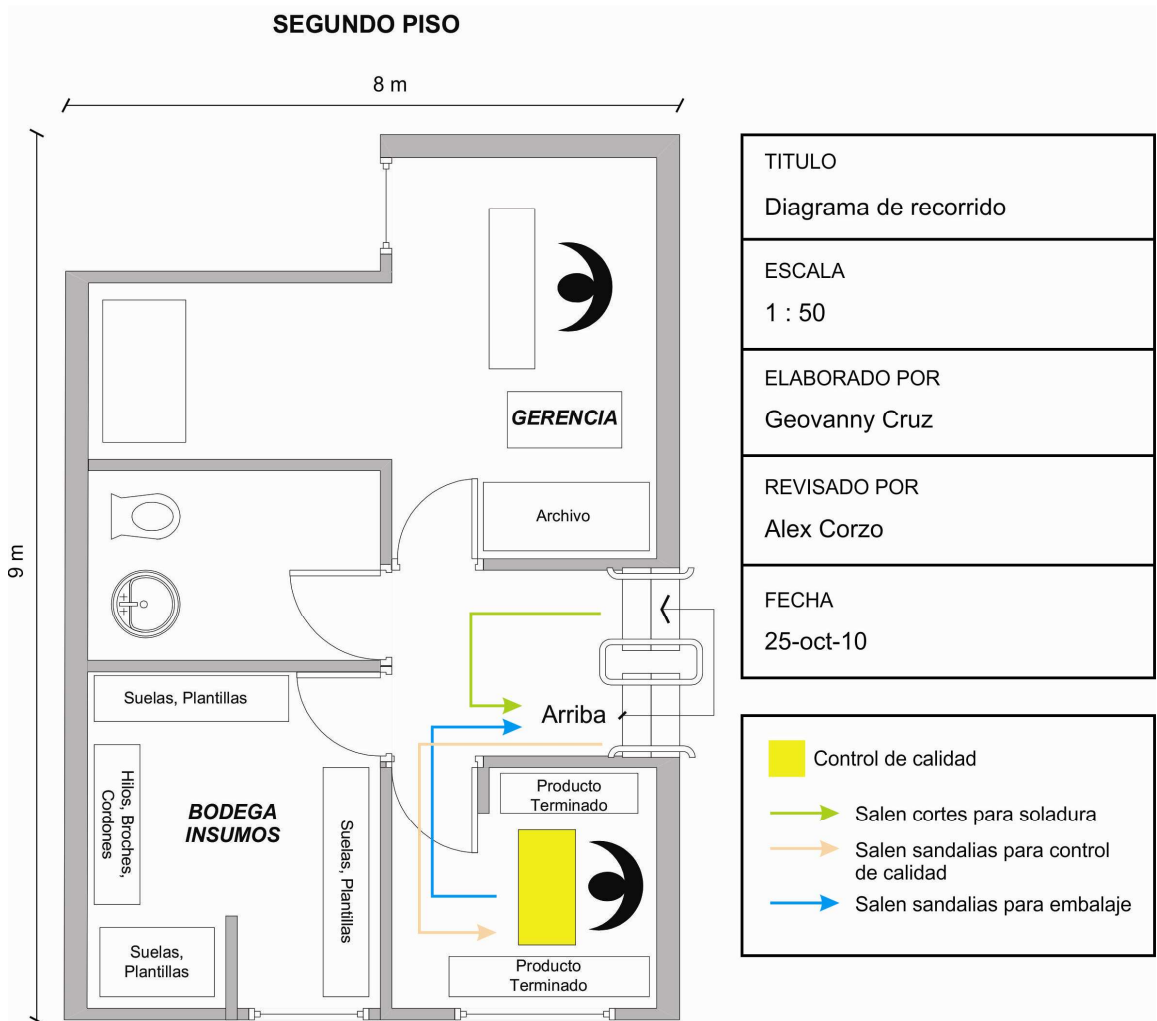 SEGUNDO PISO
8 m
9 m
GERENCIA
Archivo
Suelas, Plantillas
Arriba
Hilos, Broches,
Cordones
BODEGA
INSUMOS
Suelas, Plantillas
Producto
Terminado
Suelas,
Plantillas
Producto
Terminado
TITULO
Diagrama de recorrido
ESCALA
1 : 50
ELABORADO POR
Geovanny Cruz
REVISADO POR
Alex Corzo
FECHA
25-oct-10
Control de calidad
Salen cortes para soladura
Salen sandalias para control
de calidad
Salen sandalias para embalaje